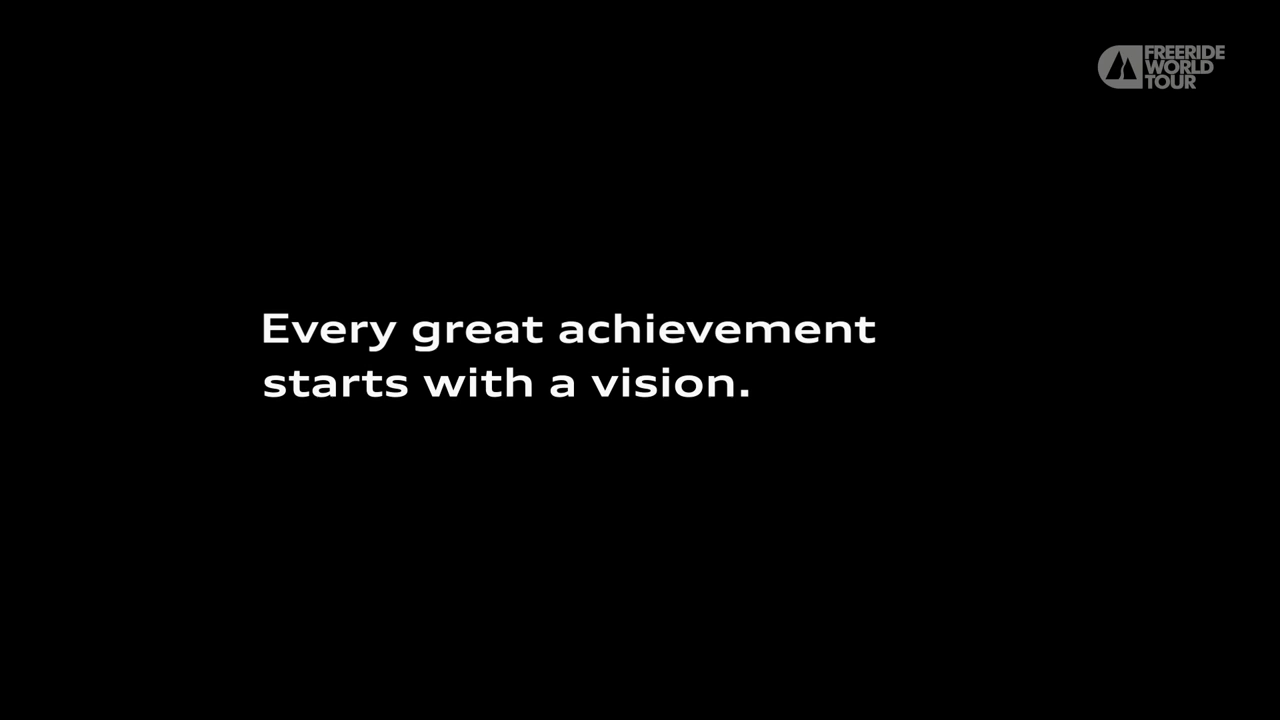 FREERIDE
WORLD
TOUR
Every great achievement
starts with a vision.